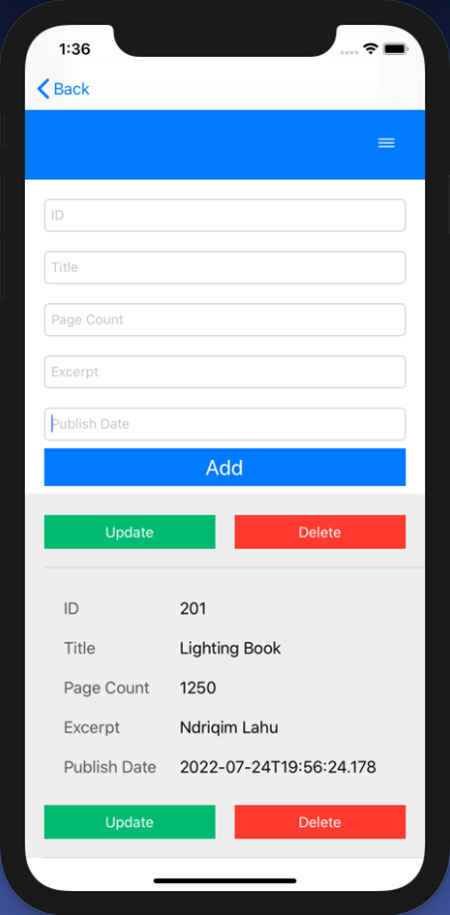 1:36
Back
ID
Title
Page Count
Excerpt
Publish Date
Add
Update Delete
ID 201
Title Lighting Book
Page Count 1250
Excerpt Ndriqim Lahu
Publish Date 2022-07-24T19:56:24.178
Update Delete